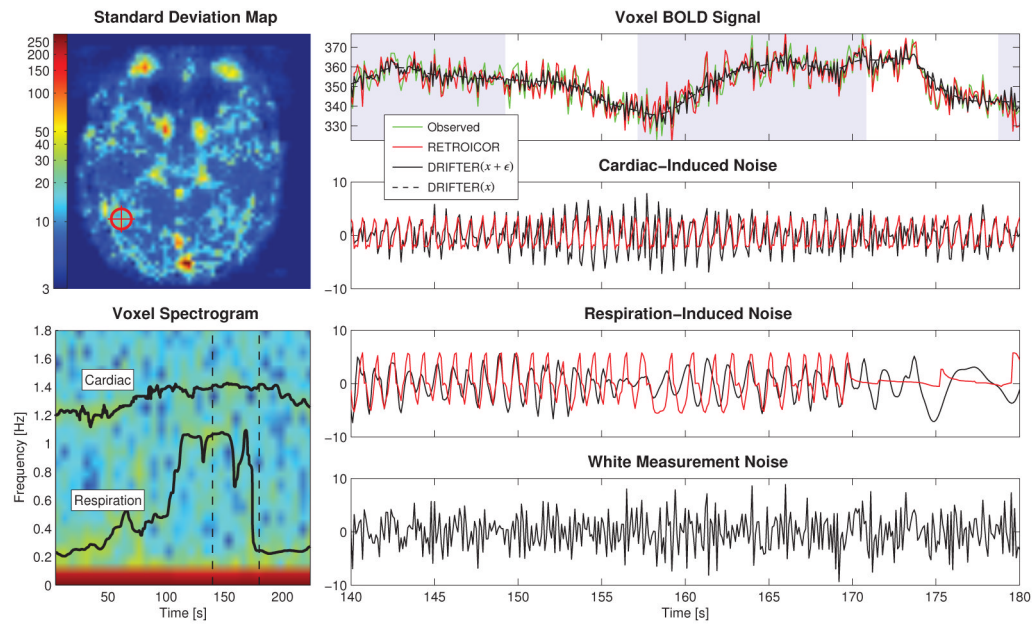 Standard Deviation Map
250
200
150
100
50
40
30
20
10
3
Voxel BOLD Signal
370
360
350
340
330
Observed
RETROICOR
DRIFTER(x + ϵ)
DRIFTER(x)
Cardiac−Induced Noise
10
0
−10
Voxel Spectrogram
1.8
1.6
1.4
1.2
1
0.8
0.6
0.4
0.2
0
Frequency [Hz]
Cardiac
Respiration
50 100 150 200
Time [s]
Respiration−Induced Noise
10
0
−10
White Measurement Noise
10
0
−10
140 145 150 155 160 165 170 175 180
Time [s]